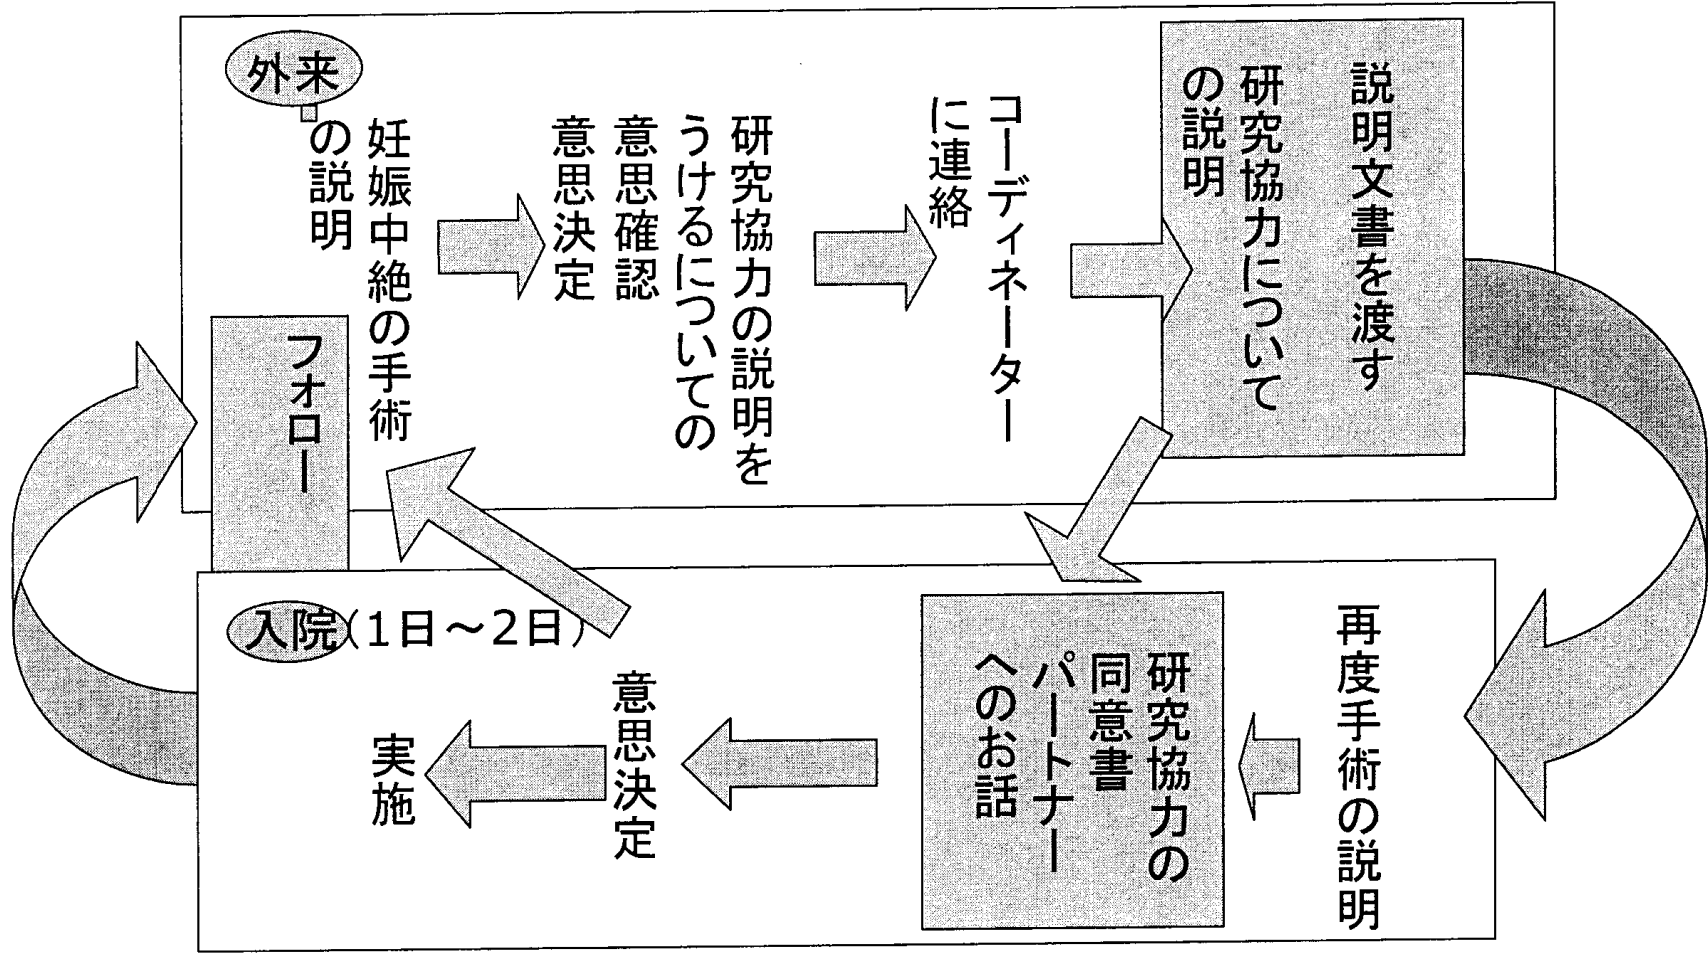 外来
妊娠中絶の手術
の説明
研究協力の説明を
うけるについての
意思確認
意思決定
コーディネーター
に連絡
説明文書を渡す
研究協力について
の説明
フォロー
入院(1日～2日)
再度手術の説明
研究協力の
同意書
パートナー
へのお話
意思決定
実施